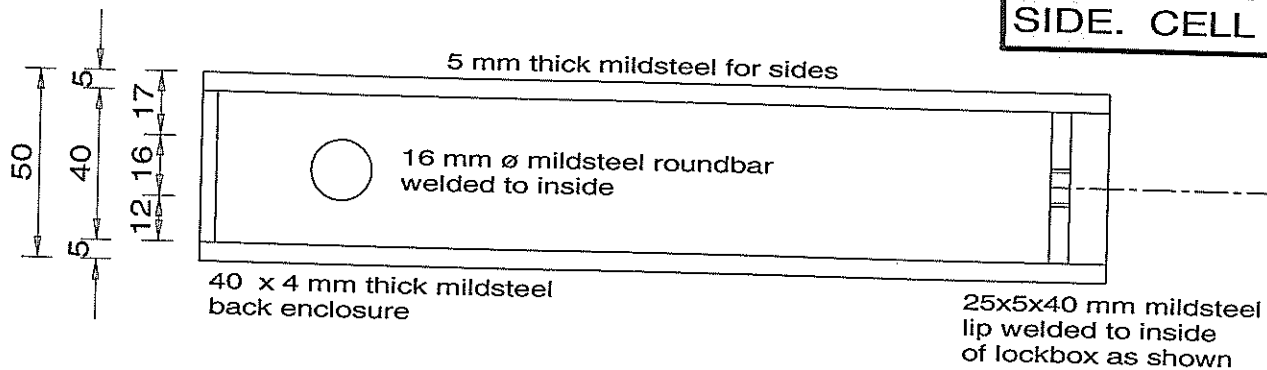 SIDE. CELL
5 mm thick mildsteel for sides
5
17
50
40
16
12
5
16 mm ø mildsteel roundbar
welded to inside
40 x 4 mm thick mildsteel
back enclosure
25x5x40 mm mildsteel
lip welded to inside
of lockbox as shown